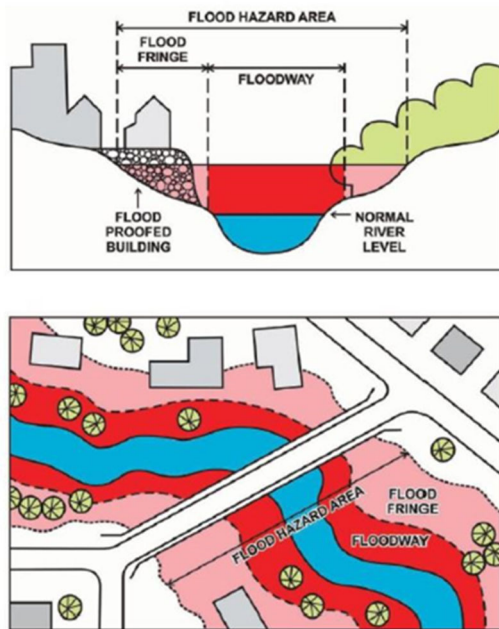 FLOOD HAZARD AREA
FLOOD
FRINGE
FLOODWAY
FLOOD
PROOFED
BUILDING
NORMAL
RIVER
LEVEL
FLOOD
FRINGE
FLOOD HAZARD AREA
FLOODWAY